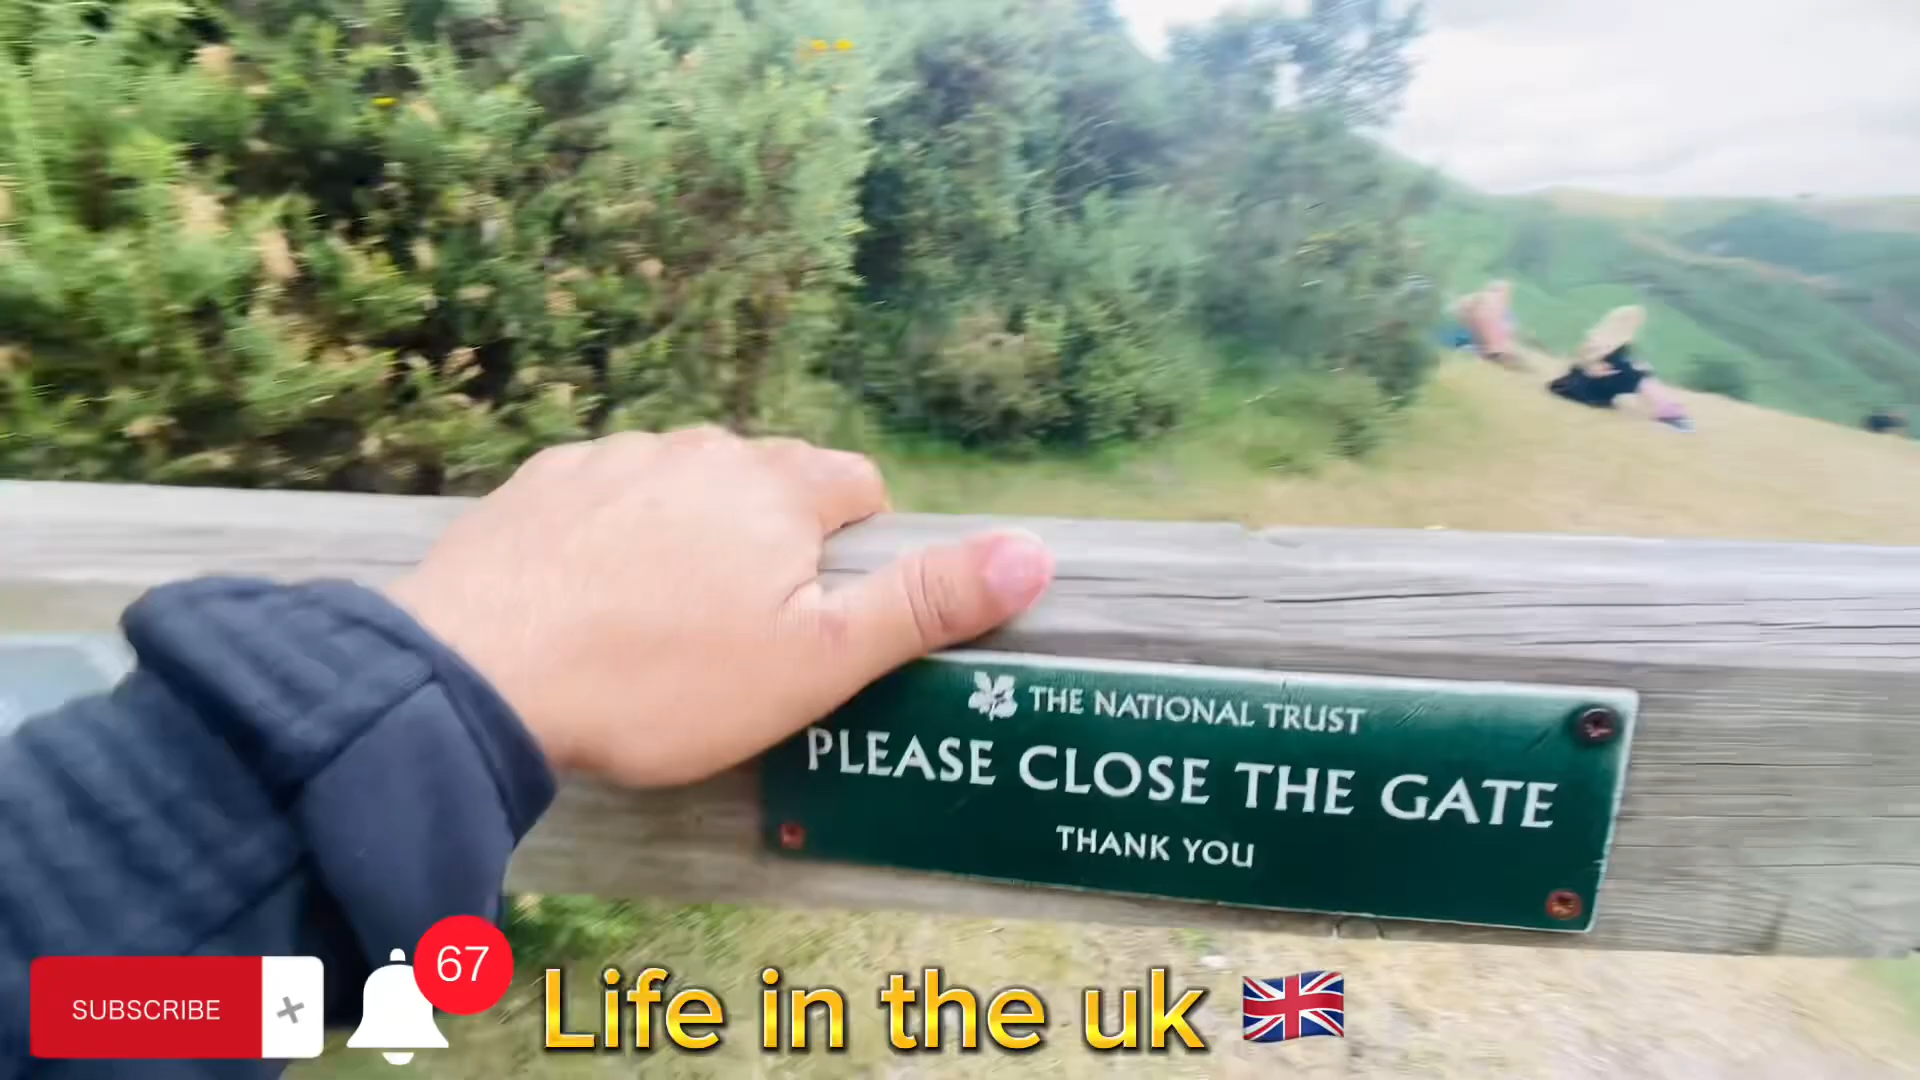 THE NATIONAL TRUST
PLEASE CLOSE THE GATE
THANK YOU
67
SUBSCRIBE
Life in the uk 🇬🇧